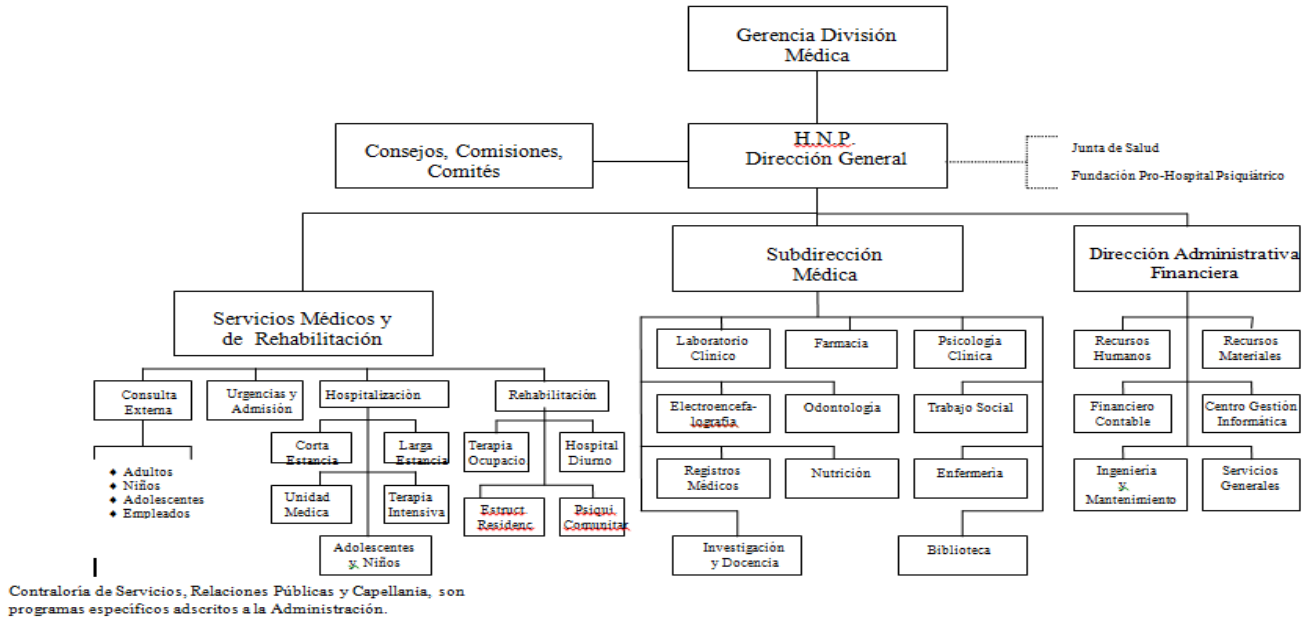 Gerencia División
Médica
H.N.P.
Dirección General
Consejos, Comisiones,
Comités
Junta de Salud
Fundación Pro-Hospital Psiquiátrico
Servicios Médicos y
de Rehabilitación
Subdirección
Médica
Dirección Administrativa
Financiera
Consulta
Externa
Urgencias y
Admisión
Hospitalizaciòn
Rehabilitación
Adultos
Niños
Adolescentes
Empleados
Corta
Estancia
Larga
Estancia
Unidad
Medica
Terapia
Intensiva
Adolescentes
y Niños
Terapia
Ocupacio
Hospital
Diurno
Estruct.
Residenc.
Psiqui.
Comunitar
Laboratorio
Clínico
Farmacia
Psicología
Clínica
Electroencefa-
lografía
Odontología
Trabajo Social
Registros
Médicos
Nutrición
Enfermería
Investigación
y Docencia
Biblioteca
Recursos
Humanos
Recursos
Materiales
Financiero
Contable
Centro Gestión
Informática
Ingeniería
y
Mantenimiento
Servicios
Generales
Contraloría de Servicios, Relaciones Públicas y Capellania, son
programas específicos adscritos a la Administración.